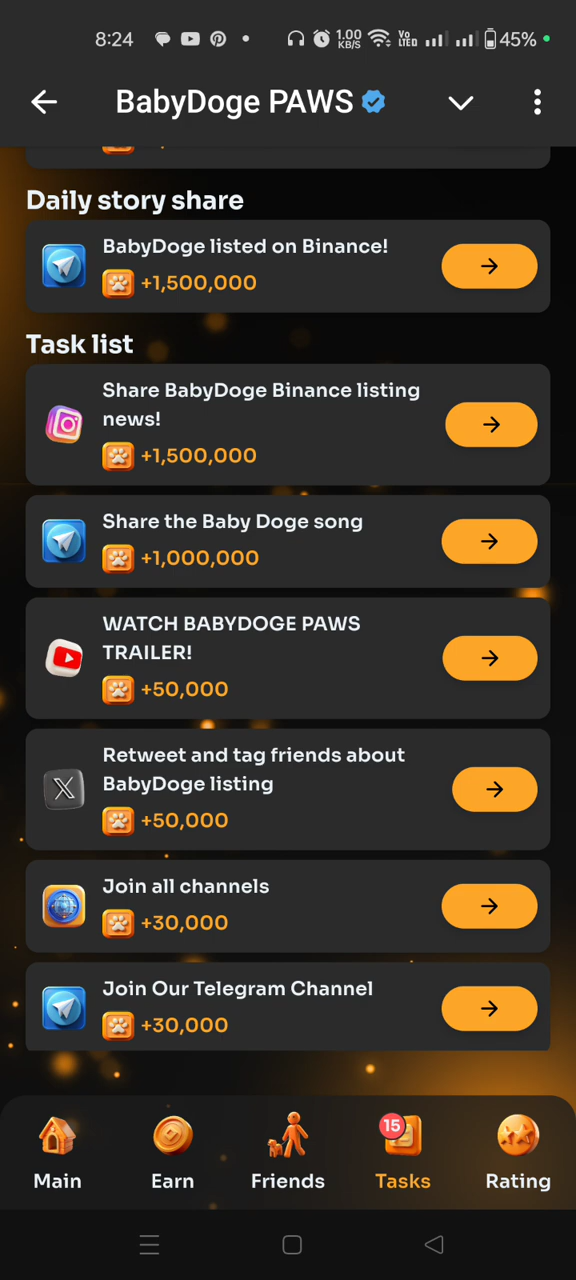 8:24
1.00
KB/S
Vo
LTED
45%
BabyDoge PAWS
Daily story share
BabyDoge listed on Binance!
+1,500,000
Task list
Share BabyDoge Binance listing
news!
+1,500,000
Share the Baby Doge song
+1,000,000
WATCH BABYDOGE PAWS
TRAILER!
+50,000
Retweet and tag friends about
BabyDoge listing
+50,000
Join all channels
+30,000
Join Our Telegram Channel
+30,000
15
Main
Earn
Friends
Tasks
Rating